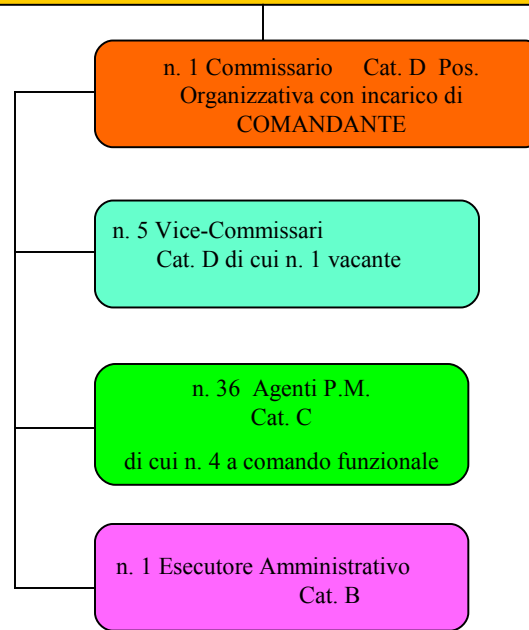 n. 1 Commissario Cat. D Pos.
Organizzativa con incarico di
COMANDANTE
n. 5 Vice-Commissari
Cat. D di cui n. 1 vacante
n. 36 Agenti P.M.
Cat. C
di cui n. 4 a comando funzionale
n. 1 Esecutore Amministrativo
Cat. B